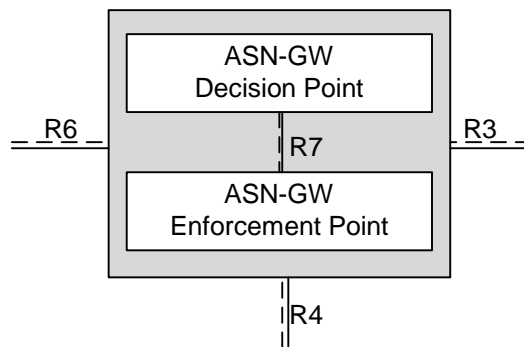 ASN-GW
Decision Point
R6
R3
R7
ASN-GW
Enforcement Point
R4